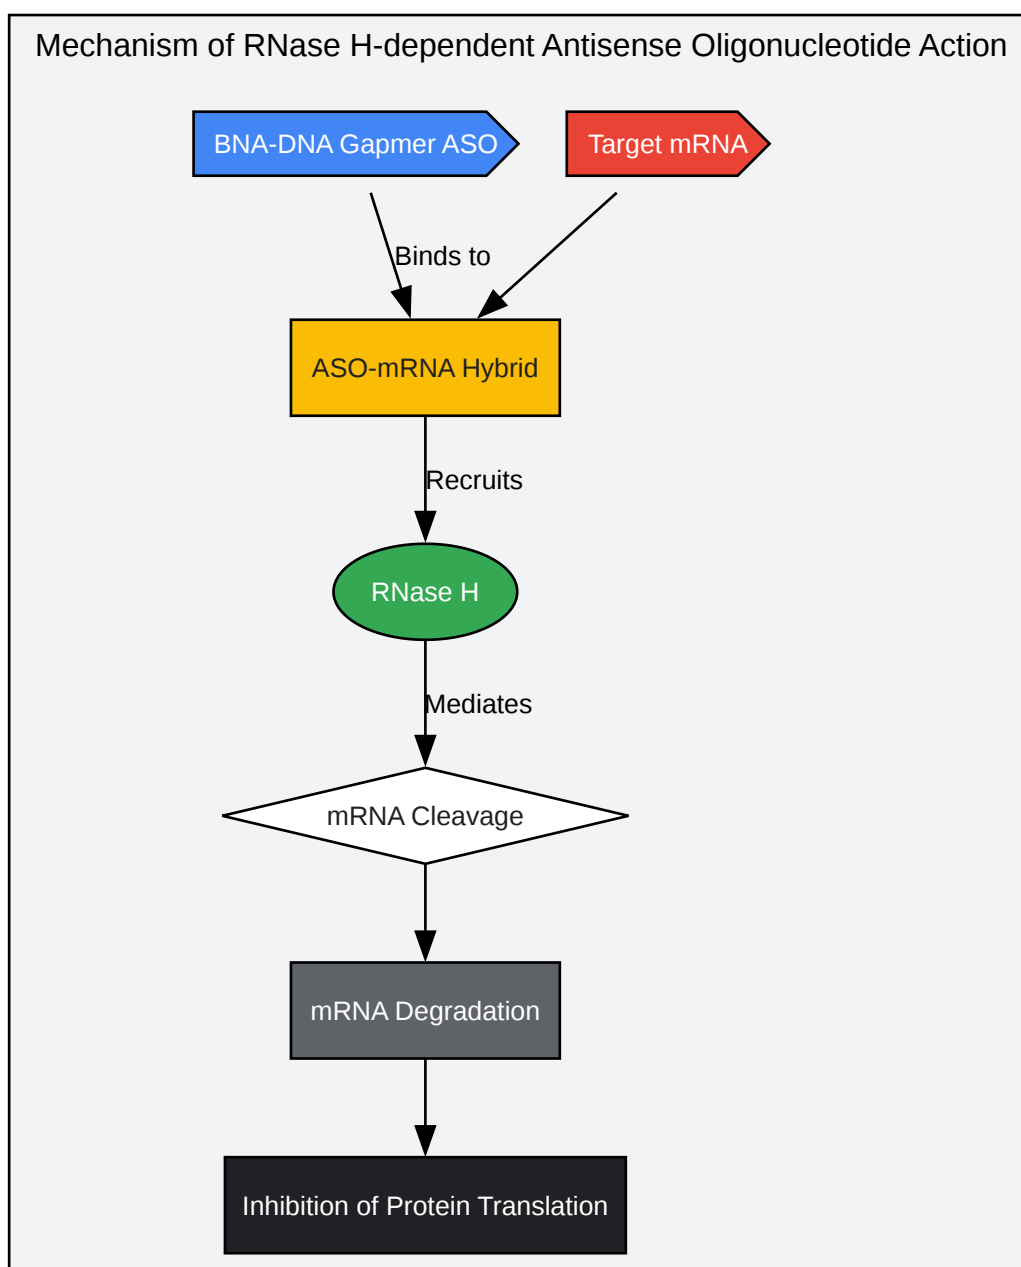 Mechanism of RNase H-dependent Antisense Oligonucleotide Action
BNA-DNA Gapmer ASO
Target mRNA
Binds to
ASO-mRNA Hybrid
Recruits
RNase H
Mediates
mRNA Cleavage
mRNA Degradation
Inhibition of Protein Translation